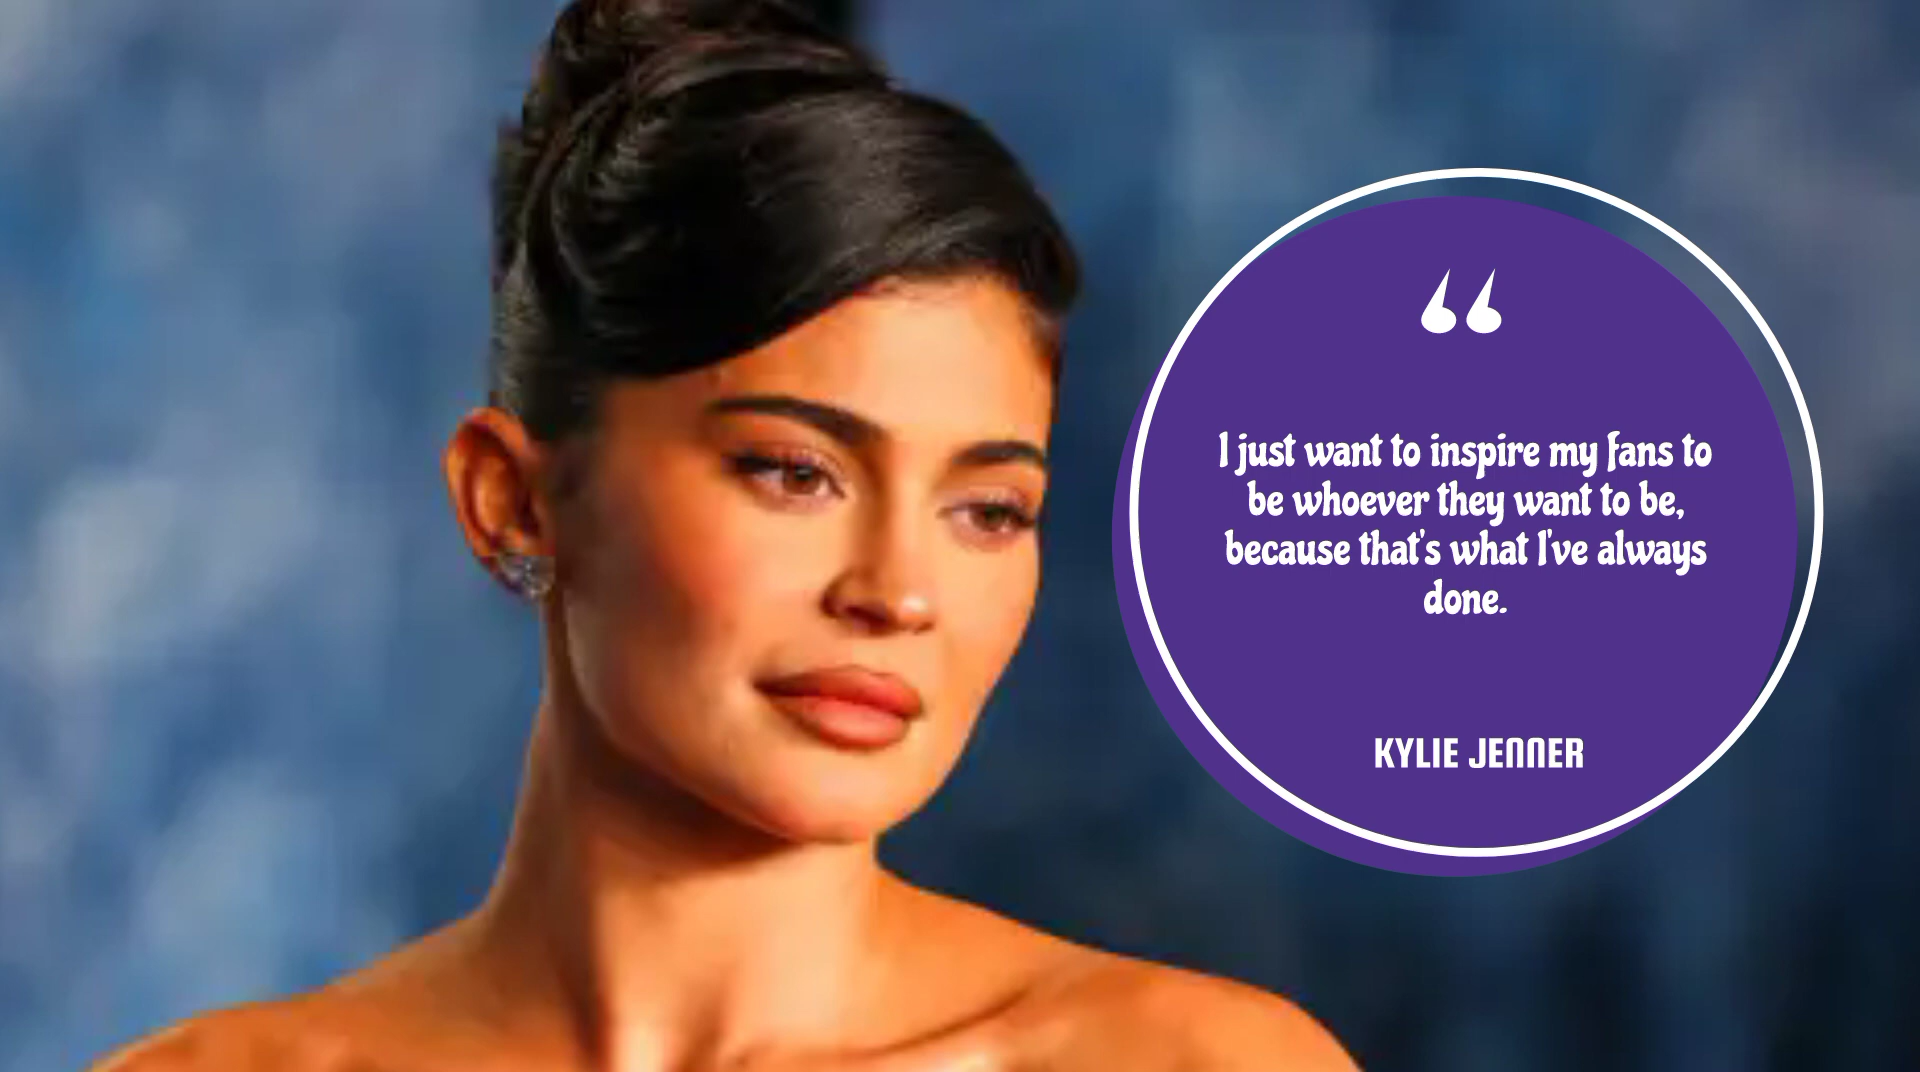 “
I just want to inspire my fans to
be whoever they want to be,
because that's what I've always
done.
KYLIE JENNER